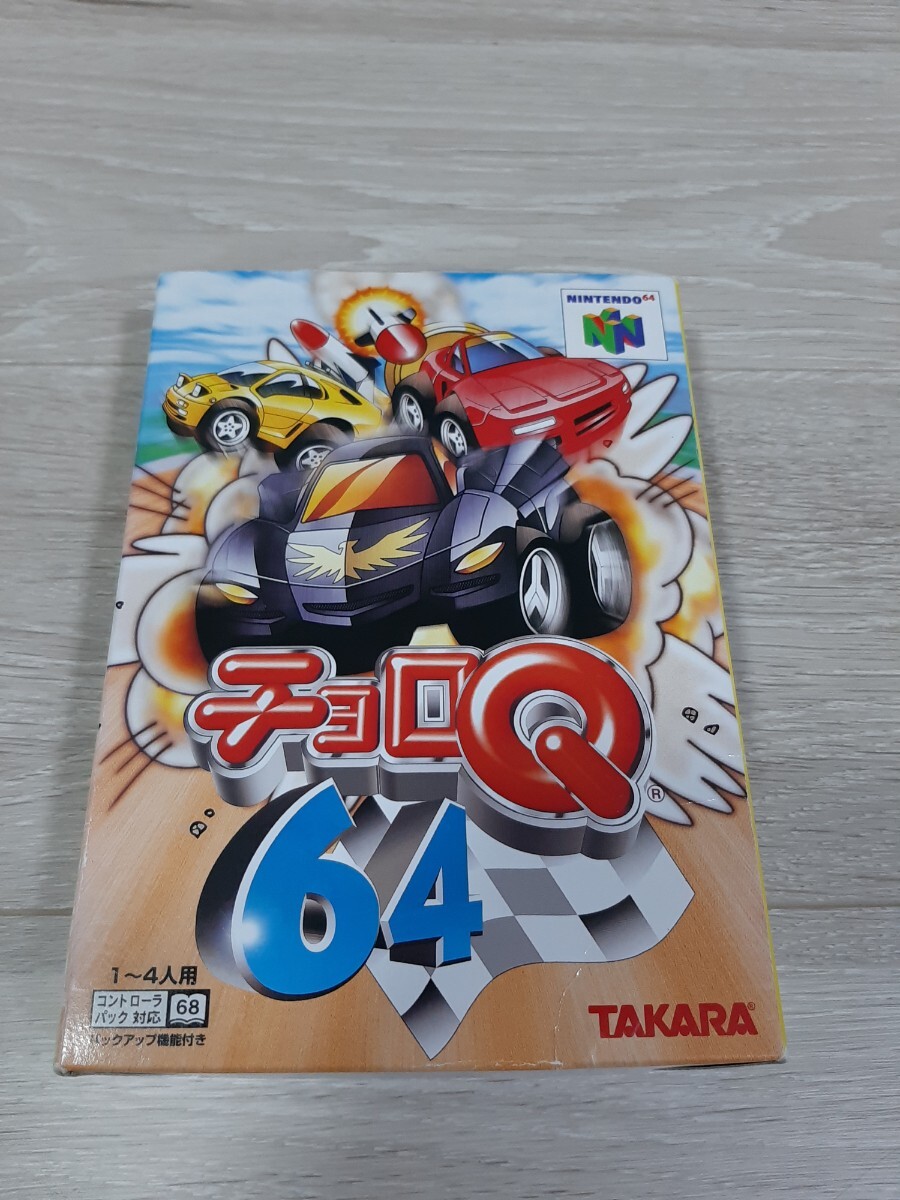 NINTENDO64
チョロQ
®
64
1〜4人用
コントローラ
パック 対応 68
バックアップ機能付き
TAKARA®